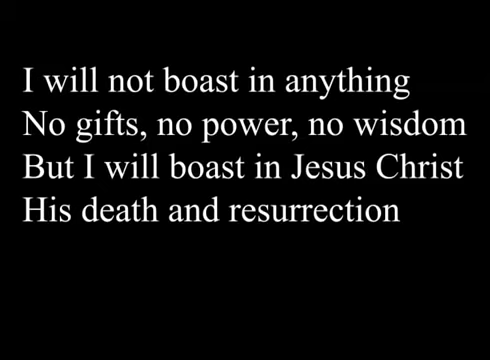 I will not boast in anything
No gifts, no power, no wisdom
But I will boast in Jesus Christ
His death and resurrection